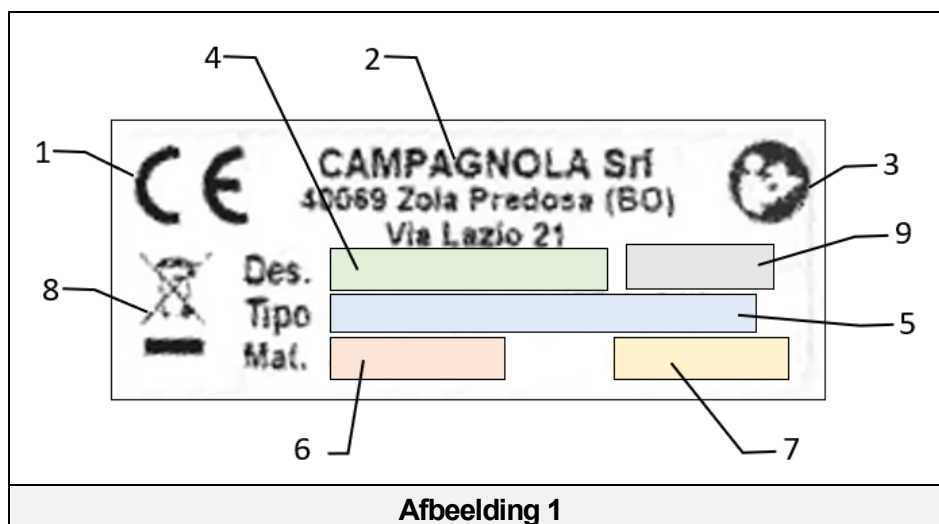 4
2
1
CE
CAMPAGNOLA Srl
3
40069 Zola Predosa (BO)
Via Lazio 21
9
8
Des.
Tipo
5
Mat.
6
7
Afbeelding 1